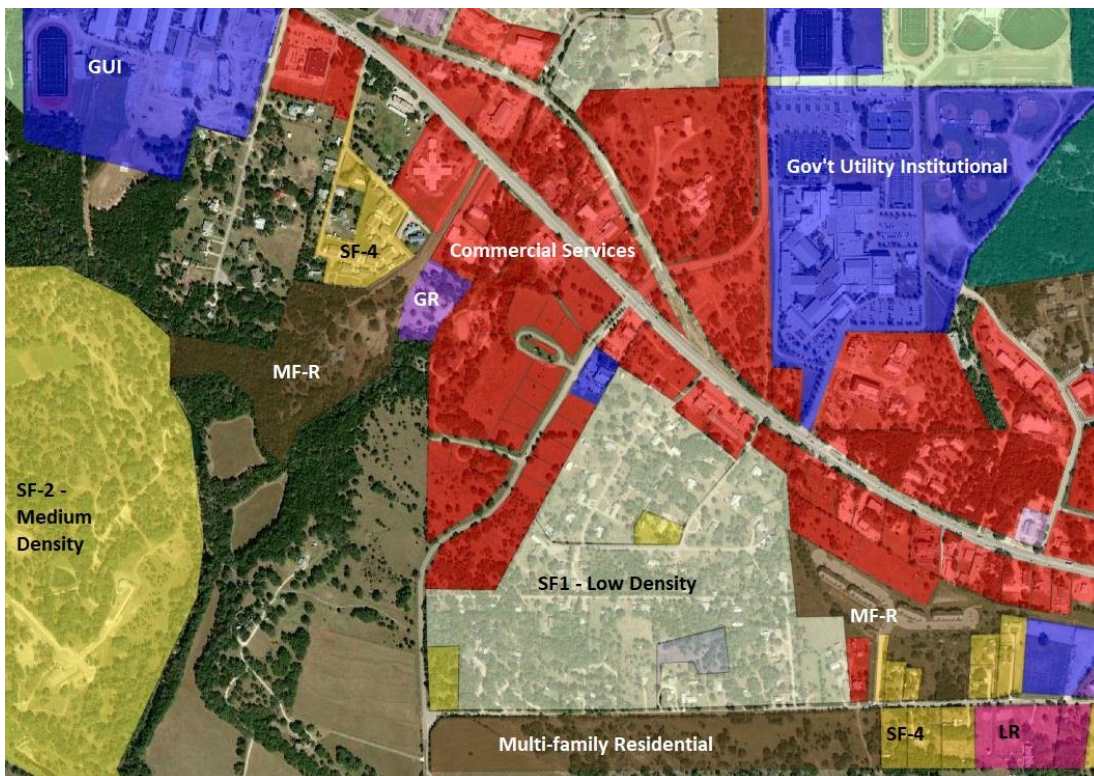 GUI
Gov't Utility Institutional
SF-4
Commercial Services
GR
MF-R
SF-2 -
Medium
Density
SF1 - Low Density
MF-R
SF-4
LR
Multi-family Residential